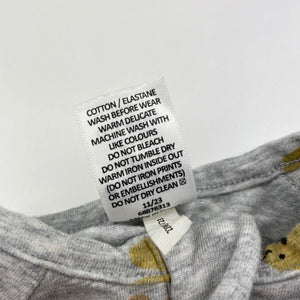 COTTON / ELASTANE
WASH BEFORE WEAR
WARM DELICATE
MACHINE WASH WITH
LIKE COLOURS
DO NOT BLEACH
DO NOT TUMBLE DRY
WARM IRON INSIDE OUT
(DO NOT IRON PRINTS
OR EMBELLISHMENTS)
DO NOT DRY CLEAN
11/23